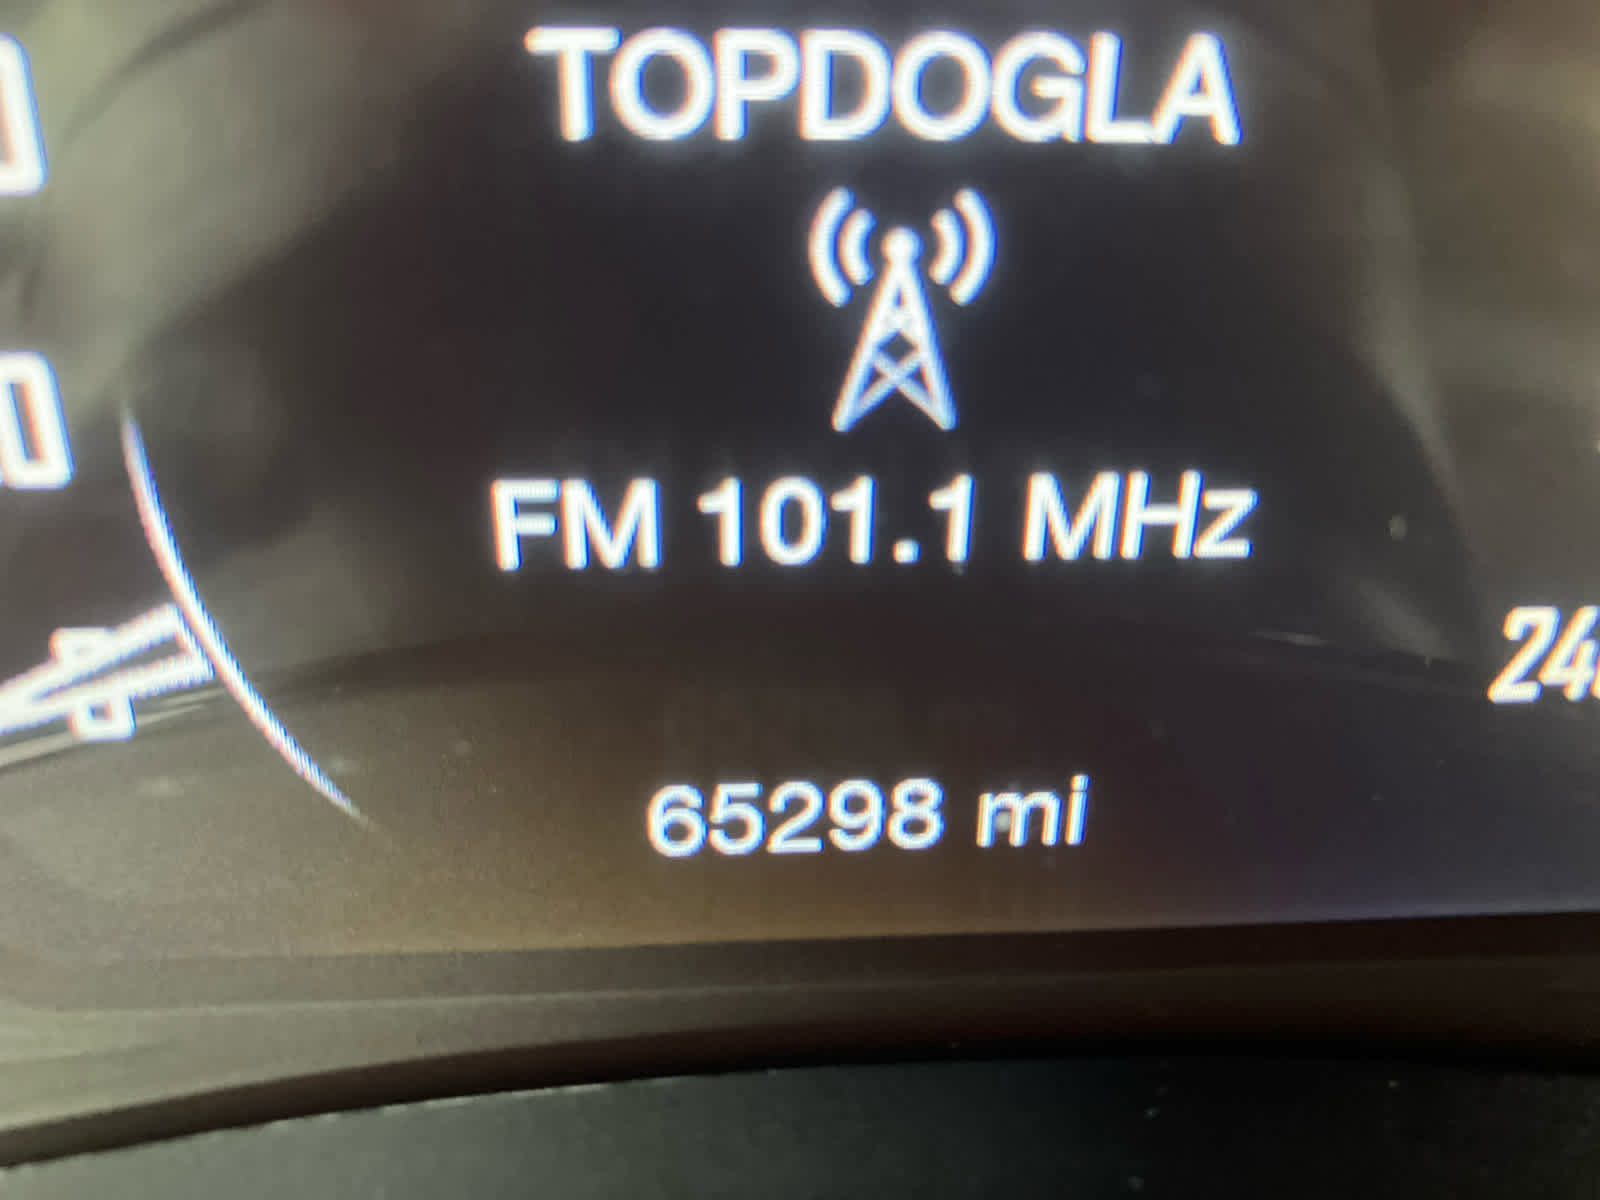 TOPDOGLA
FM 101.1 MHz
65298 mi